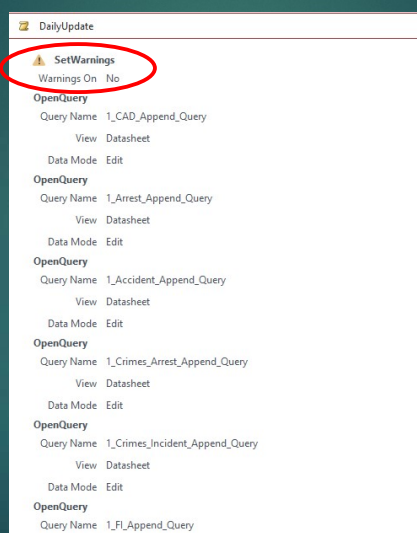 DailyUpdate
SetWarnings
Warnings On No
OpenQuery
Query Name 1_CAD_Append_Query
View Datasheet
Data Mode Edit
OpenQuery
Query Name 1_Arrest_Append_Query
View Datasheet
Data Mode Edit
OpenQuery
Query Name 1_Accident_Append_Query
View Datasheet
Data Mode Edit
OpenQuery
Query Name 1_Crimes_Arrest_Append_Query
View Datasheet
Data Mode Edit
OpenQuery
Query Name 1_Crimes_Incident_Append_Query
View Datasheet
Data Mode Edit
OpenQuery
Query Name 1_FI_Append_Query